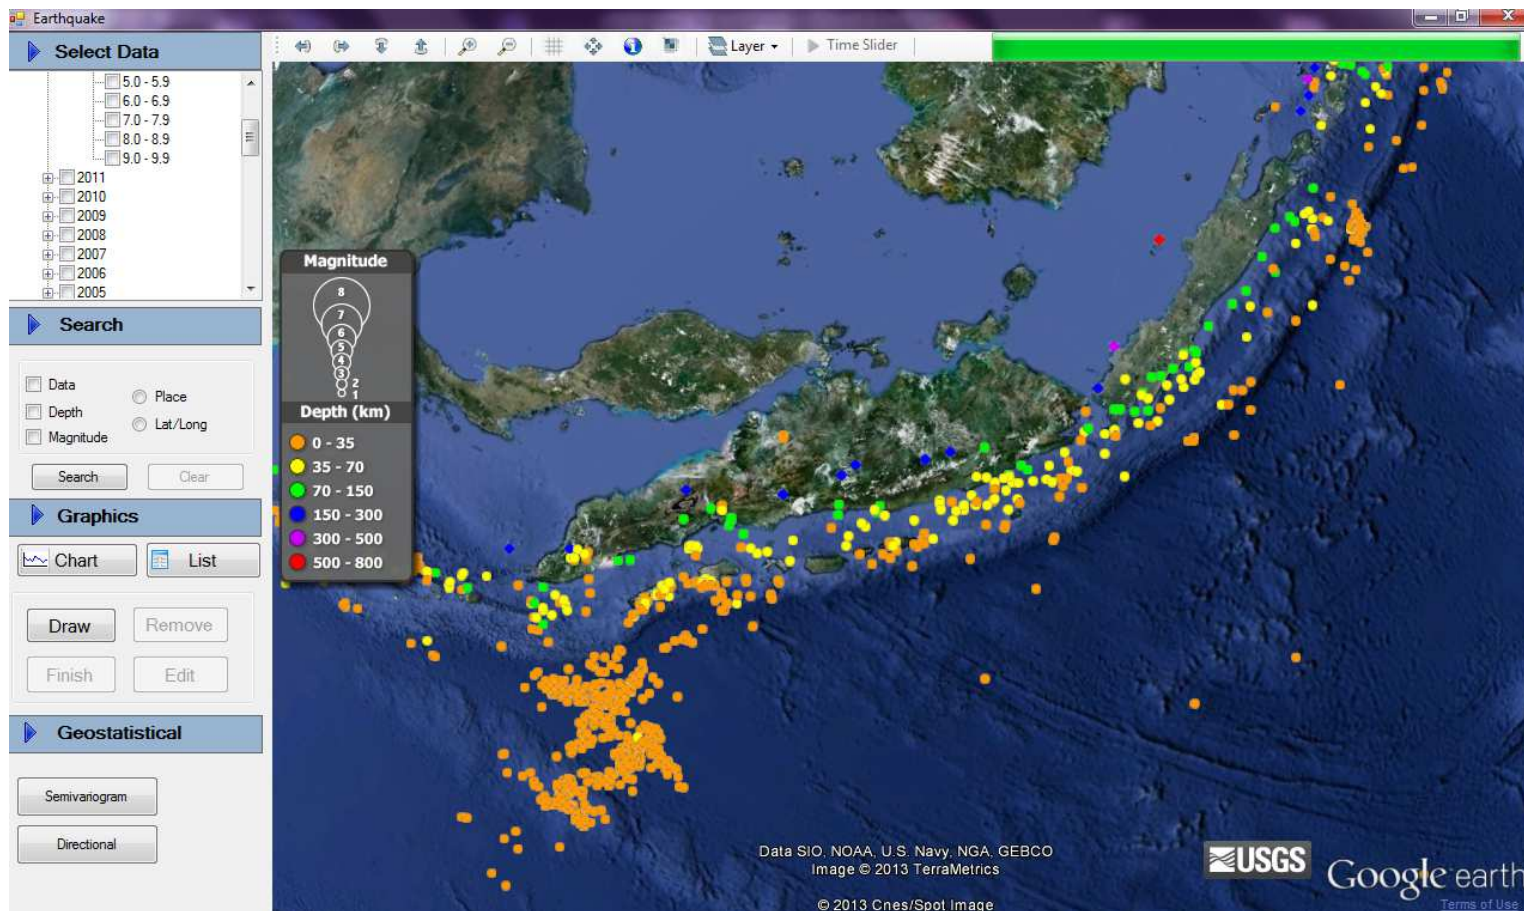 Earthquake
Select Data
5.0 - 5.9
6.0 - 6.9
7.0 - 7.9
8.0 - 8.9
9.0 - 9.9
2011
2010
2009
2008
2007
2006
2005
Search
Data
Depth
Magnitude
Place
Lat/Long
Search
Clear
Graphics
Chart
List
Draw
Remove
Finish
Edit
Geostatistical
Semivariogram
Directional
Layer
Time Slider
Magnitude
8
7
6
5
4
3
2
1
Depth (km)
0 - 35
35 - 70
70 - 150
150 - 300
300 - 500
500 - 800
Data SIO, NOAA, U.S. Navy, NGA, GEBCO
Image © 2013 TerraMetrics
© 2013 Cnes/Spot Image
USGS
Google earth
Terms of Use